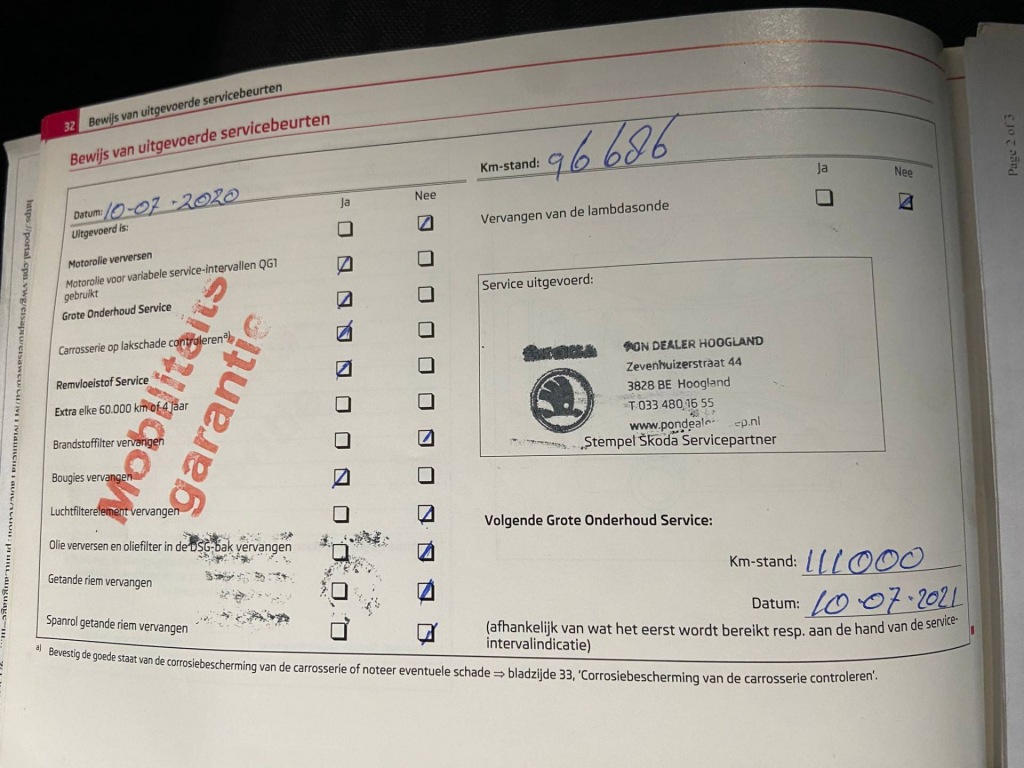 32 Bewijs van uitgevoerde servicebeurten
Bewijs van uitgevoerde servicebeurten
Datum: 10-07-2020
Km-stand: 96 686
Uitgevoerd is:
Ja Nee
Motorolie verversen
Motorolie voor variabele service-intervallen QG1
gebruikt
Grote Onderhoud Service
Carrosserie op lakschade controleren a)
Remvloeistof Service
Extra elke 60.000 km of 4 jaar
Brandstoffilter vervangen
Bougies vervangen
Luchtfilterelement vervangen
Olie verversen en oliefilter in de DSG-bak vervangen
Getande riem vervangen
Spanrol getande riem vervangen
Mobiliteits
garantie
Ja Nee
Vervangen van de lambdasonde
Service uitgevoerd:
PON DEALER HOOGLAND
Zevenhuizerstraat 44
3828 BE Hoogland
T 033 480 16 55
Stempel Škoda Servicepartner
Volgende Grote Onderhoud Service:
Km-stand: 111000
Datum: 10-07-2021
(afhankelijk van wat het eerst wordt bereikt resp. aan de hand van de service-
intervalindicatie)
a) Bevestig de goede staat van de corrosiebescherming van de carrosserie of noteer eventuele schade ⇒ bladzijde 33, 'Corrosiebescherming van de carrosserie controleren'.
Page 2 of 3